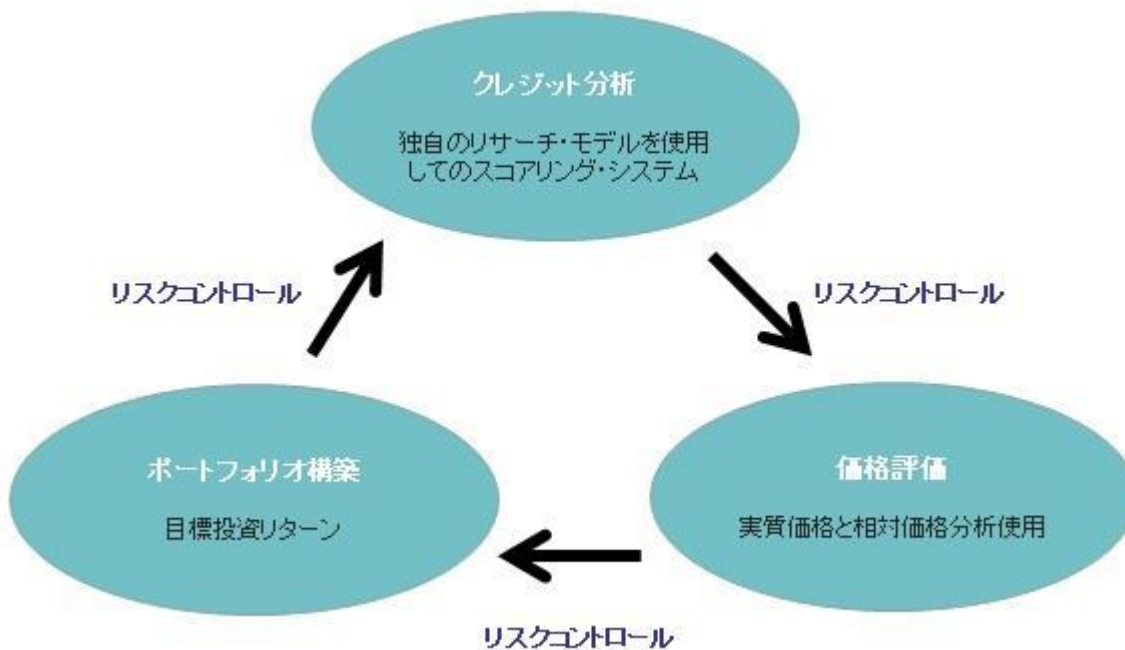 クレジット分析
独自のリサーチ・モデルを使用
してのスコアリング・システム
リスクコントロール
リスクコントロール
ポートフォリオ構築
目標投資リターン
価格評価
実質価格と相対価格分析使用
リスクコントロール